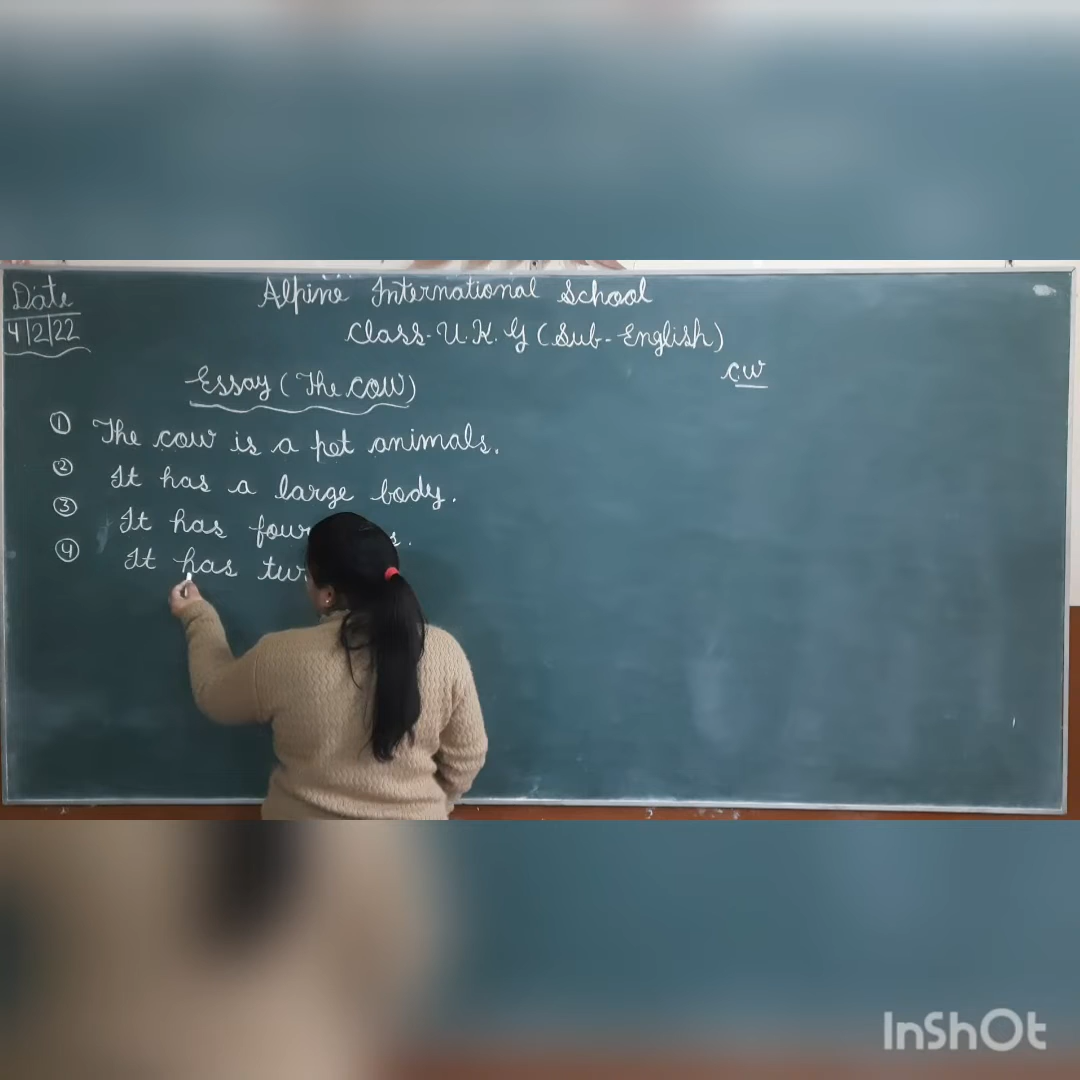 Date
4|2|22
Alpine International School
Class-U.K.G (Sub-English)
CW
Essay (The COW)
① The cow is a pet animals.
② It has a large body.
③ It has four
④ It has
InShOt